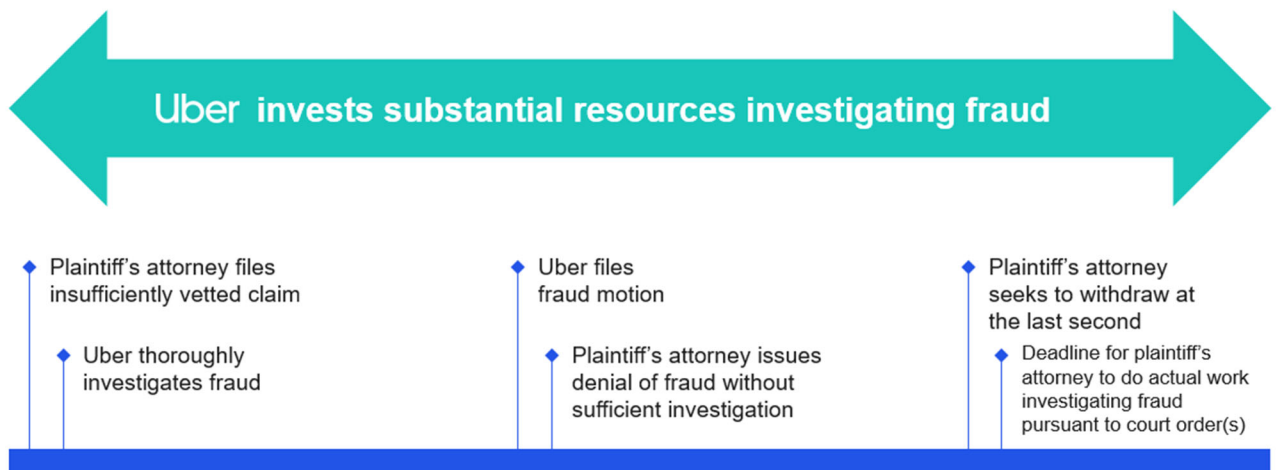 Uber invests substantial resources investigating fraud
Plaintiff's attorney files
insufficiently vetted claim
Uber thoroughly
investigates fraud
Uber files
fraud motion
Plaintiff's attorney issues
denial of fraud without
sufficient investigation
Plaintiff's attorney
seeks to withdraw at
the last second
Deadline for plaintiff's
attorney to do actual work
investigating fraud
pursuant to court order(s)